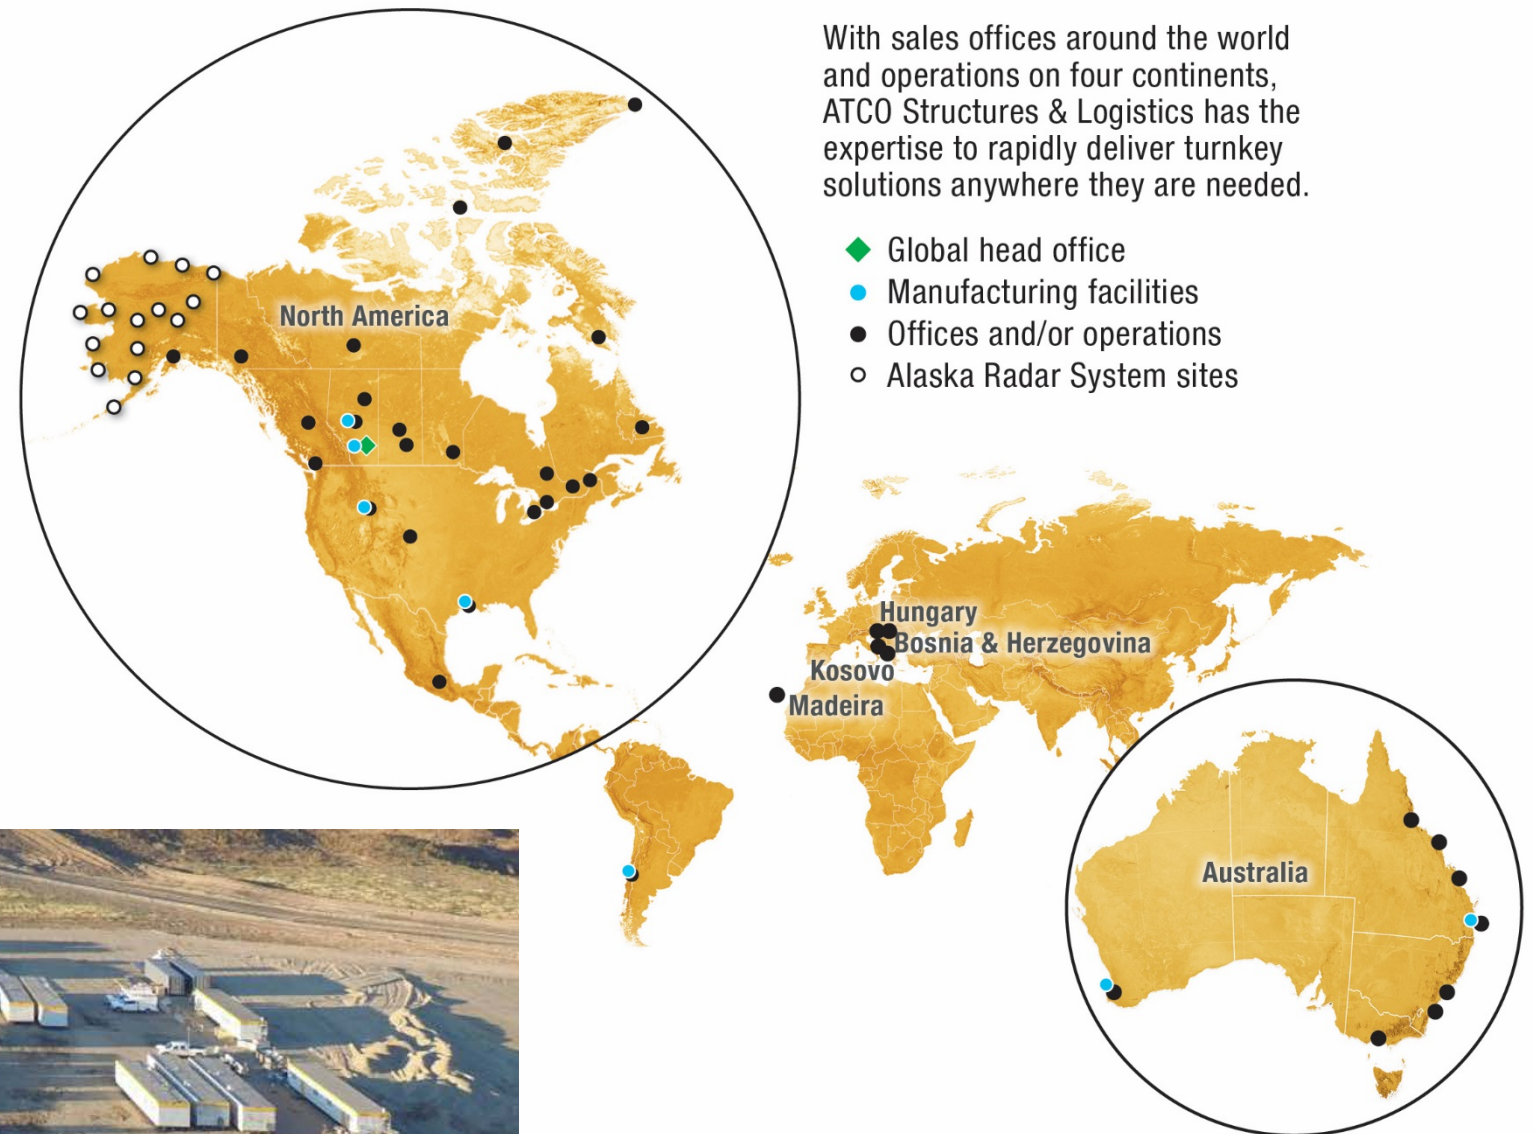 With sales offices around the world
and operations on four continents,
ATCO Structures & Logistics has the
expertise to rapidly deliver turnkey
solutions anywhere they are needed.
Global head office
Manufacturing facilities
Offices and/or operations
Alaska Radar System sites
North America
Hungary
Bosnia & Herzegovina
Kosovo
Madeira
Australia